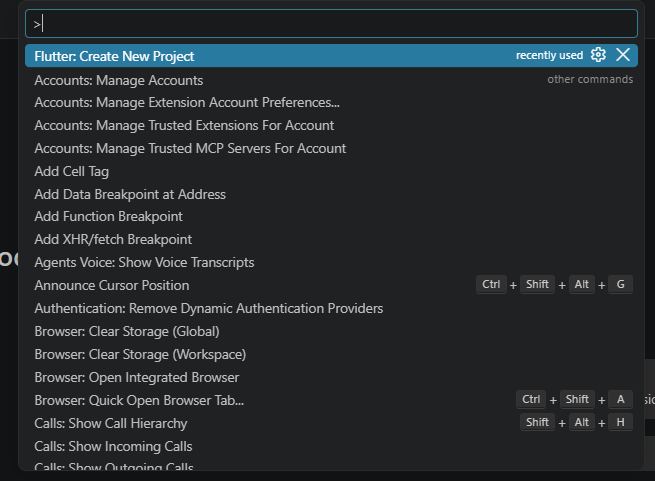 >
Flutter: Create New Project recently used
Accounts: Manage Accounts other commands
Accounts: Manage Extension Account Preferences...
Accounts: Manage Trusted Extensions For Account
Accounts: Manage Trusted MCP Servers For Account
Add Cell Tag
Add Data Breakpoint at Address
Add Function Breakpoint
Add XHR/fetch Breakpoint
Agents Voice: Show Voice Transcripts
Announce Cursor Position Ctrl + Shift + Alt + G
Authentication: Remove Dynamic Authentication Providers
Browser: Clear Storage (Global)
Browser: Clear Storage (Workspace)
Browser: Open Integrated Browser
Browser: Quick Open Browser Tab... Ctrl + Shift + A
Calls: Show Call Hierarchy Shift + Alt + H
Calls: Show Incoming Calls
Calls: Show Outgoing Calls